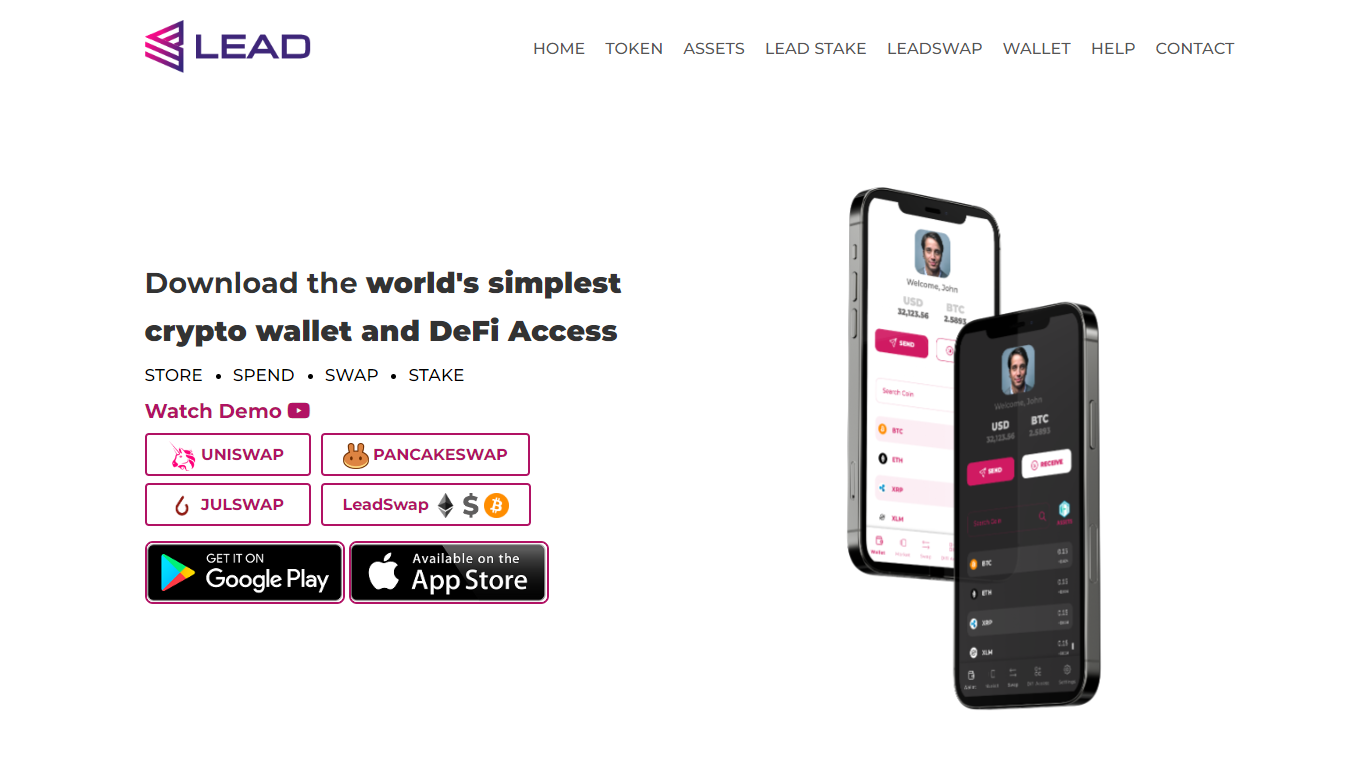 LEAD
HOME TOKEN ASSETS LEAD STAKE LEADSWAP WALLET HELP CONTACT
Download the world's simplest
crypto wallet and DeFi Access
STORE • SPEND • SWAP • STAKE
Watch Demo
UNISWAP PANCAKESWAP
JULSWAP LeadSwap $
GET IT ON
Google Play
Available on the
App Store
Welcome, John
USD BTC
32,123.56 2.5893
SEND
Search Coin
BTC
ETH
XRP
XLM
Welcome, John
USD BTC
32,123.56 2.5893
SEND RECEIVE
Search Coin
BTC
ETH
XRP
XLM